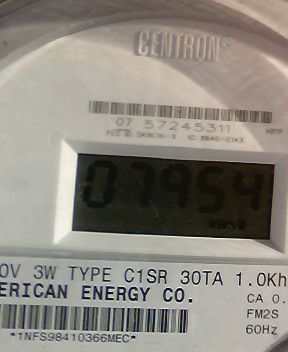 CENTRON®
07 57245311
07954
0V 3W TYPE C1SR 30TA 1.0Kh
ERICAN ENERGY CO.
CA 0.
FM2S
*1NFS98410366MEC*
60Hz